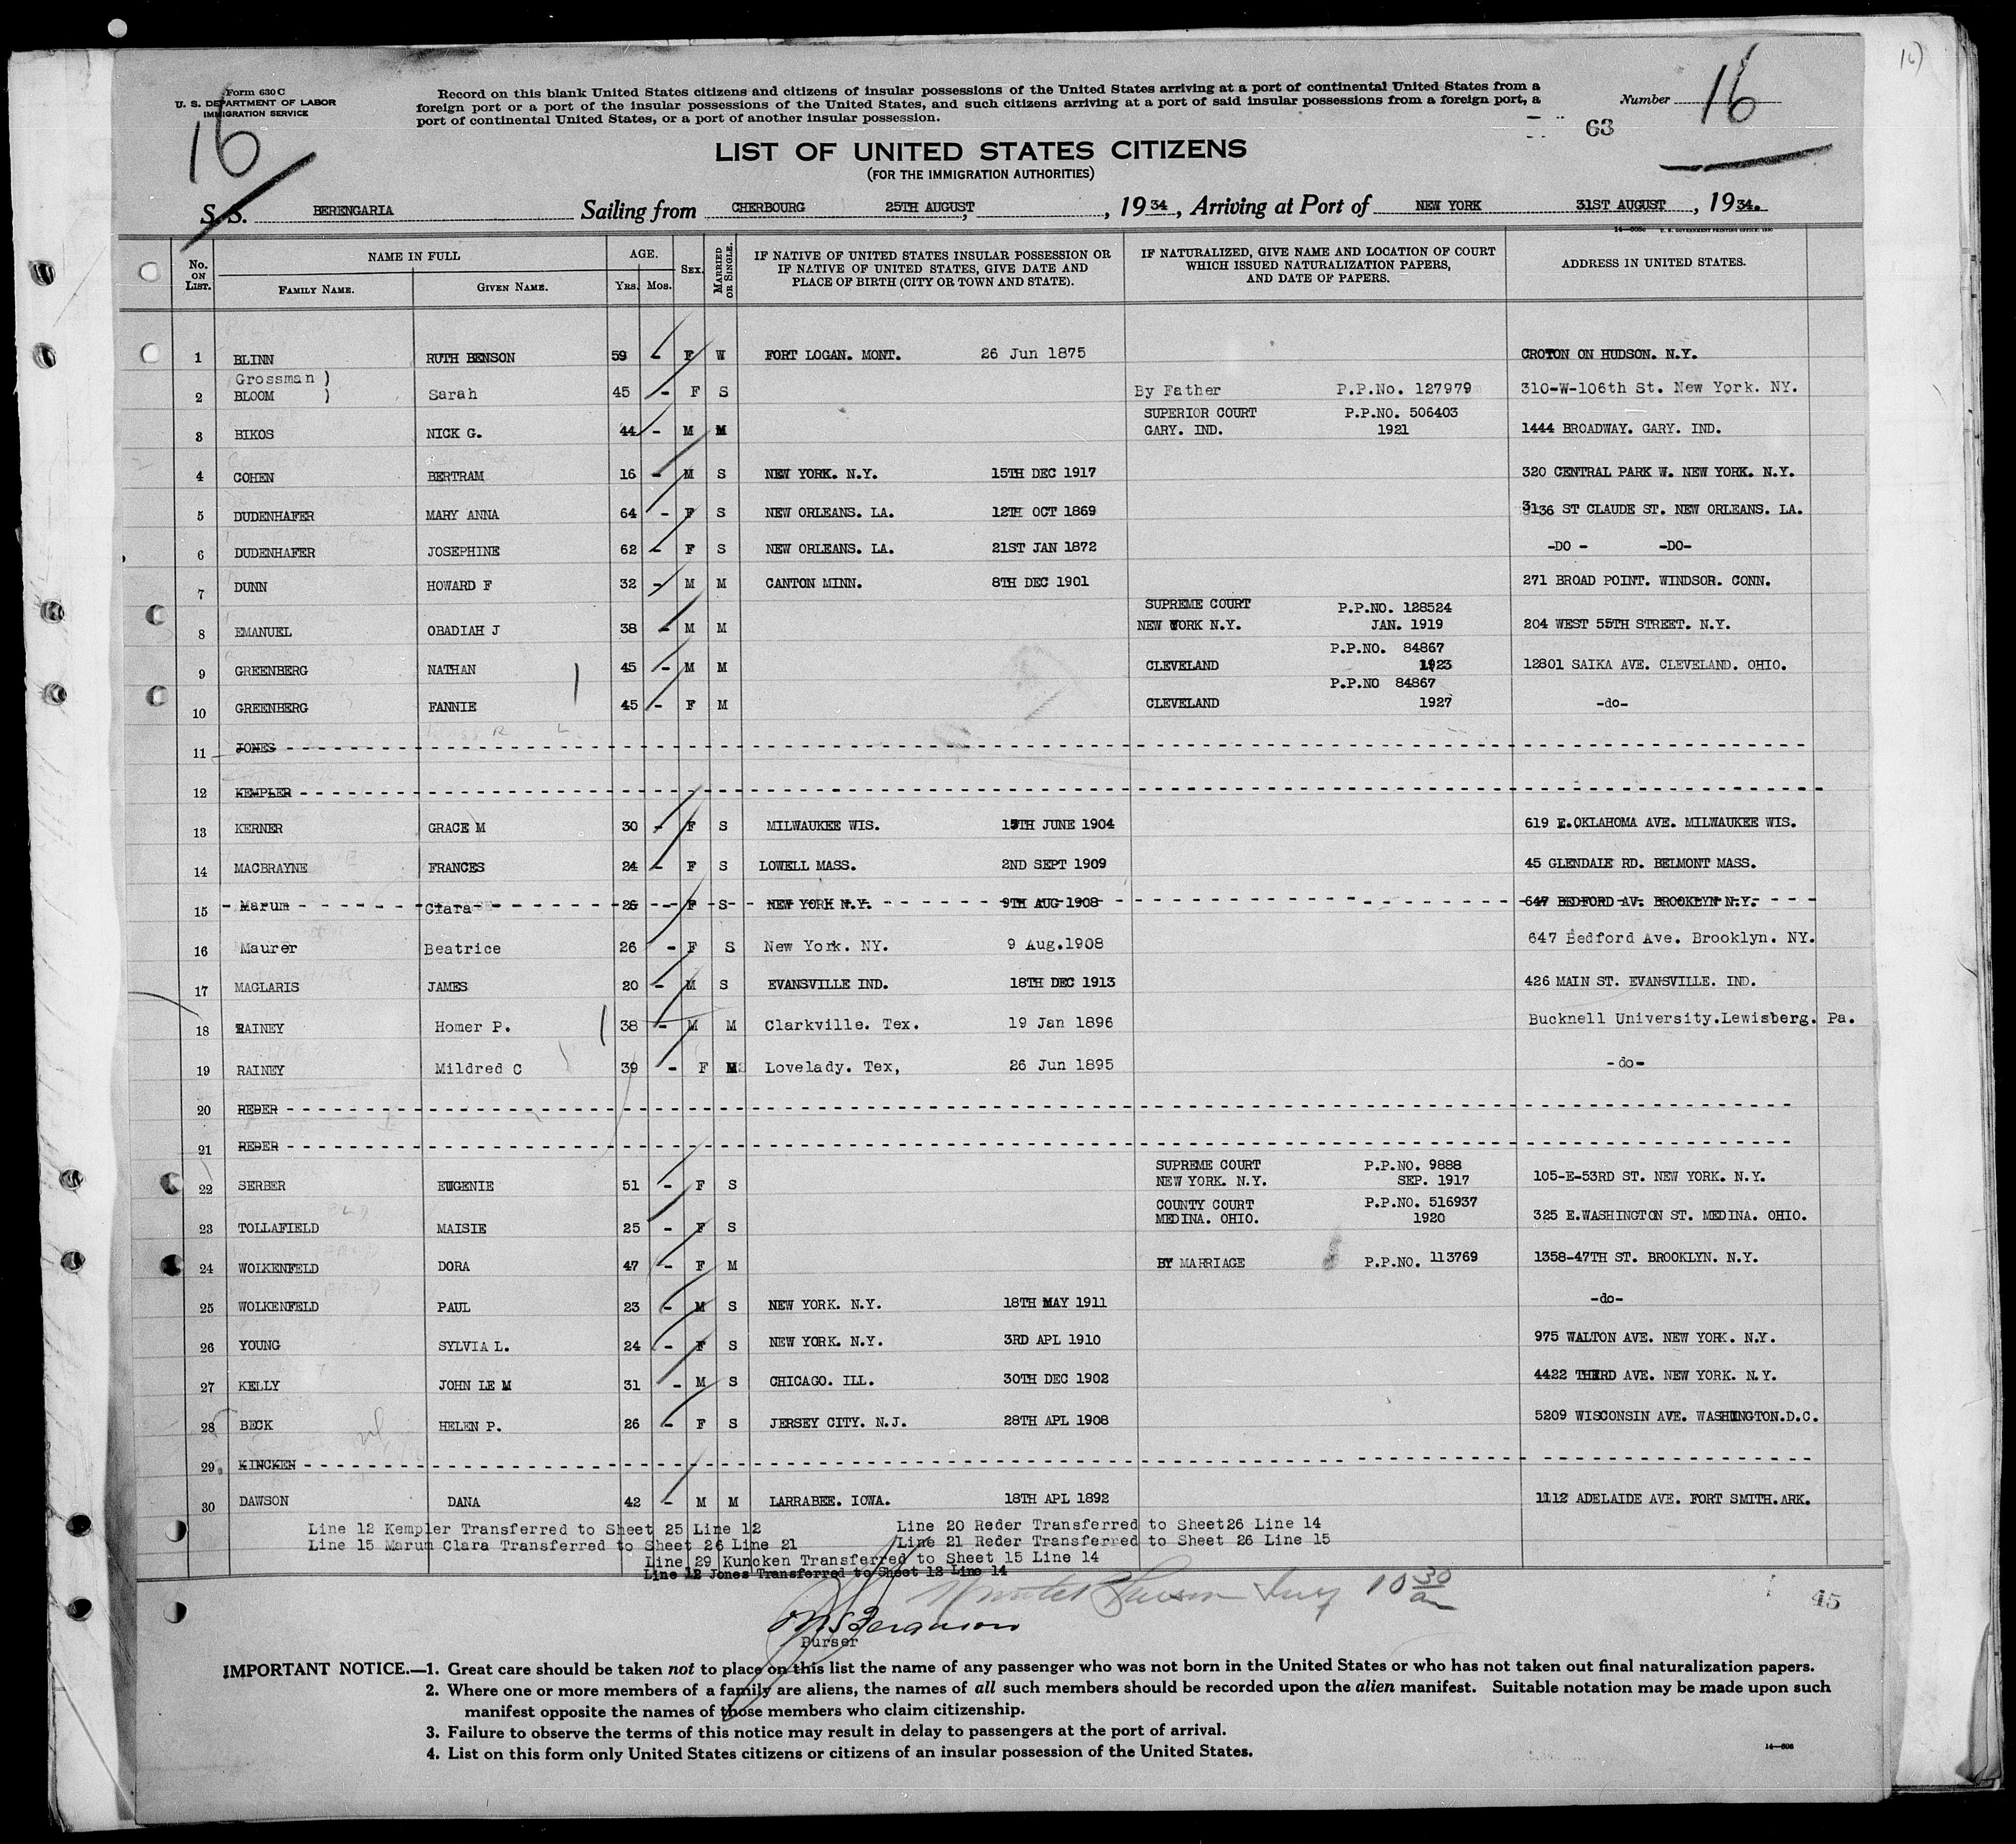 16)
Form 630 C
U. S. DEPARTMENT OF LABOR
IMMIGRATION SERVICE
16
Record on this blank United States citizens and citizens of insular possessions of the United States arriving at a port of continental United States from a
foreign port or a port of the insular possessions of the United States, and such citizens arriving at a port of said insular possessions from a foreign port, a
port of continental United States, or a port of another insular possession.
Number 16
63
LIST OF UNITED STATES CITIZENS
(FOR THE IMMIGRATION AUTHORITIES)
S. S. BERENGARIA Sailing from CHERBOURG 25TH AUGUST, , 1934, Arriving at Port of NEW YORK 31ST AUGUST , 1934.
No. ON LIST. NAME IN FULL FAMILY NAME. GIVEN NAME. AGE. YRS. MOS. SEX. MARRIED OR SINGLE. IF NATIVE OF UNITED STATES INSULAR POSSESSION OR IF NATIVE OF UNITED STATES, GIVE DATE AND PLACE OF BIRTH (CITY OR TOWN AND STATE). IF NATURALIZED, GIVE NAME AND LOCATION OF COURT WHICH ISSUED NATURALIZATION PAPERS, AND DATE OF PAPERS. ADDRESS IN UNITED STATES.
1 BLINN RUTH BENSON 59 - F W FORT LOGAN. MONT. 26 Jun 1875 CROTON ON HUDSON. N.Y.
Grossman )
2 BLOOM ) Sarah 45 - F S By Father P.P.No. 127979 310-W-106th St. New York. NY.
SUPERIOR COURT P.P.NO. 506403
3 BIKOS NICK G. 44 - M M GARY. IND. 1921 1444 BROADWAY. GARY. IND.
4 COHEN BERTRAM 16 - M S NEW YORK. N.Y. 15TH DEC 1917 320 CENTRAL PARK W. NEW YORK. N.Y.
5 DUDENHAFER MARY ANNA 64 - F S NEW ORLEANS. LA. 12TH OCT 1869 3136 ST CLAUDE ST. NEW ORLEANS. LA.
6 DUDENHAFER JOSEPHINE 62 - F S NEW ORLEANS. LA. 21ST JAN 1872 -DO - -DO-
7 DUNN HOWARD F 32 - M M CANTON MINN. 8TH DEC 1901 271 BROAD POINT. WINDSOR. CONN.
SUPREME COURT P.P.NO. 128524
8 EMANUEL OBADIAH J 38 - M M NEW YORK N.Y. JAN. 1919 204 WEST 55TH STREET. N.Y.
P.P.NO. 84867
9 GREENBERG NATHAN 45 - M M CLEVELAND 1923 12801 SAIKA AVE. CLEVELAND. OHIO.
P.P.NO 84867
10 GREENBERG FANNIE 45 - F M CLEVELAND 1927 -do-
11 JONES
12 KEMPLER
13 KERNER GRACE M 30 - F S MILWAUKEE WIS. 15TH JUNE 1904 619 E.OKLAHOMA AVE. MILWAUKEE WIS.
14 MACBRAYNE FRANCES 24 - F S LOWELL MASS. 2ND SEPT 1909 45 GLENDALE RD. BELMONT MASS.
15 Marum Clara 26 - F S NEW YORK N.Y. 9TH AUG 1908 647 BEDFORD AV. BROOKLYN N.Y.
16 Maurer Beatrice 26 - F S New York. NY. 9 Aug.1908 647 Bedford Ave. Brooklyn. NY.
17 MAGLARIS JAMES 20 - M S EVANSVILLE IND. 18TH DEC 1913 426 MAIN ST. EVANSVILLE. IND.
18 RAINEY Homer P. 38 - M M Clarkville. Tex. 19 Jan 1896 Bucknell University.Lewisberg. Pa.
19 RAINEY Mildred C 39 - F M Lovelady. Tex, 26 Jun 1895 -do-
20 REDER
21 REDER
SUPREME COURT P.P.NO. 9888
22 SERBER EUGENIE 51 - F S NEW YORK. N.Y. SEP. 1917 105-E-53RD ST. NEW YORK. N.Y.
COUNTY COURT P.P.NO. 516937
23 TOLLAFIELD MAISIE 25 - F S MEDINA. OHIO. 1920 325 E.WASHINGTON ST. MEDINA. OHIO.
24 WOLKENFELD DORA 47 - F M BY MARRIAGE P.P.NO. 113769 1358-47TH ST. BROOKLYN. N.Y.
25 WOLKENFELD PAUL 23 - M S NEW YORK. N.Y. 18TH MAY 1911 -do-
26 YOUNG SYLVIA L. 24 - F S NEW YORK. N.Y. 3RD APL 1910 975 WALTON AVE. NEW YORK. N.Y.
27 KELLY JOHN LE M 31 - M S CHICAGO. ILL. 30TH DEC 1902 4422 THIRD AVE. NEW YORK. N.Y.
28 BECK HELEN P. 26 - F S JERSEY CITY. N.J. 28TH APL 1908 5209 WISCONSIN AVE. WASHINGTON.D.C.
29 KINCKEN
30 DAWSON DANA 42 - M M LARRABEE. IOWA. 18TH APL 1892 1112 ADELAIDE AVE. FORT SMITH.ARK.
Line 12 Kempler Transferred to Sheet 25 Line 12 Line 20 Reder Transferred to Sheet26 Line 14
Line 15 Marum Clara Transferred to Sheet 26 Line 21 Line 21 Reder Transferred to Sheet 26 Line 15
Line 29 Kuncken Transferred to Sheet 15 Line 14
Line 12 Jones Transferred to Sheet 12 Line 14
10 30 am
45
Purser
IMPORTANT NOTICE.—1. Great care should be taken not to place on this list the name of any passenger who was not born in the United States or who has not taken out final naturalization papers.
2. Where one or more members of a family are aliens, the names of all such members should be recorded upon the alien manifest. Suitable notation may be made upon such
manifest opposite the names of those members who claim citizenship.
3. Failure to observe the terms of this notice may result in delay to passengers at the port of arrival.
4. List on this form only United States citizens or citizens of an insular possession of the United States.